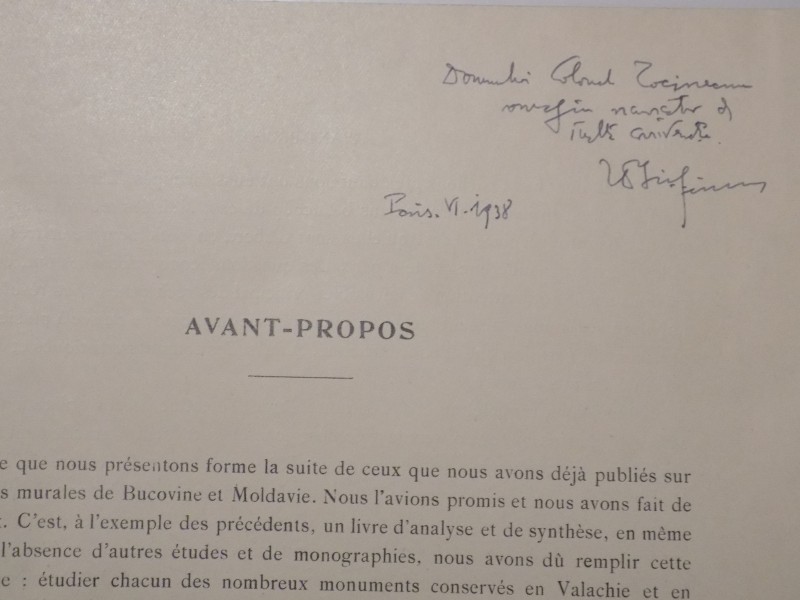 Domnului Colonel
Paris. VI. 1938
AVANT-PROPOS
e que nous présentons forme la suite de ceux que nous avons déjà publiés sur
s murales de Bucovine et Moldavie. Nous l'avions promis et nous avons fait de
. C'est, à l'exemple des précédents, un livre d'analyse et de synthèse, en même
l'absence d'autres études et de monographies, nous avons dû remplir cette
e : étudier chacun des nombreux monuments conservés en Valachie et en